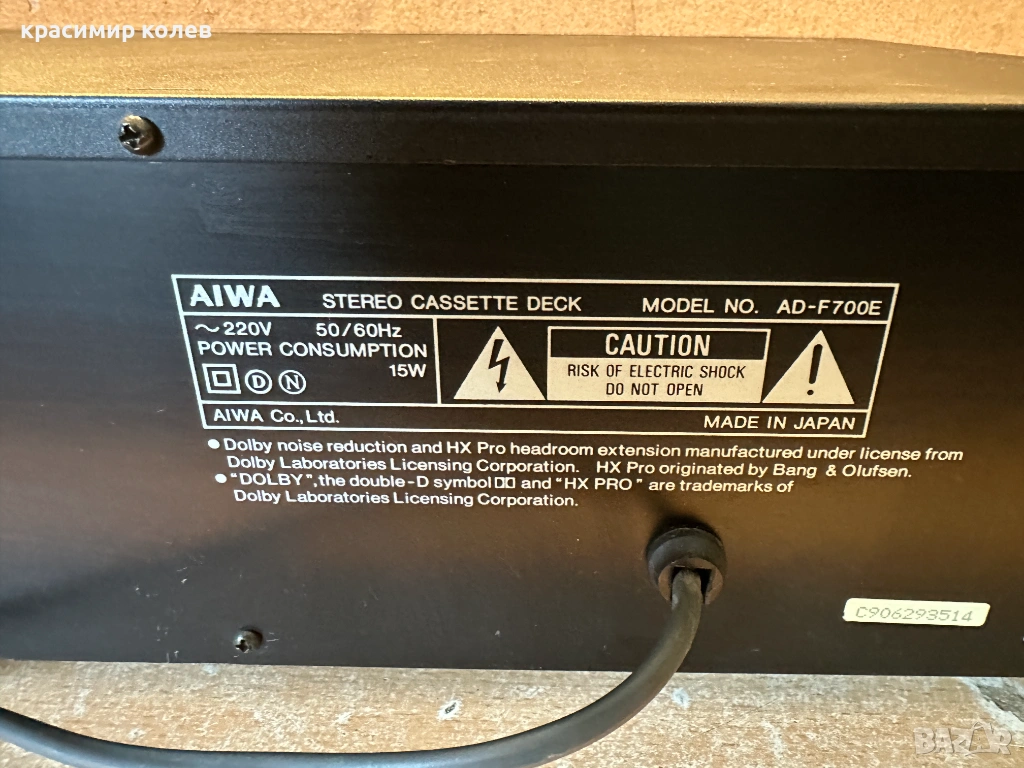 красимир колев
AIWA STEREO CASSETTE DECK MODEL NO. AD-F700E
~220V 50/60Hz
POWER CONSUMPTION
15W
D N
CAUTION
RISK OF ELECTRIC SHOCK
DO NOT OPEN
AIWA Co., Ltd. MADE IN JAPAN
• Dolby noise reduction and HX Pro headroom extension manufactured under license from
Dolby Laboratories Licensing Corporation. HX Pro originated by Bang & Olufsen.
• "DOLBY", the double-D symbol and "HX PRO" are trademarks of
Dolby Laboratories Licensing Corporation.
C906293514
BAZAR